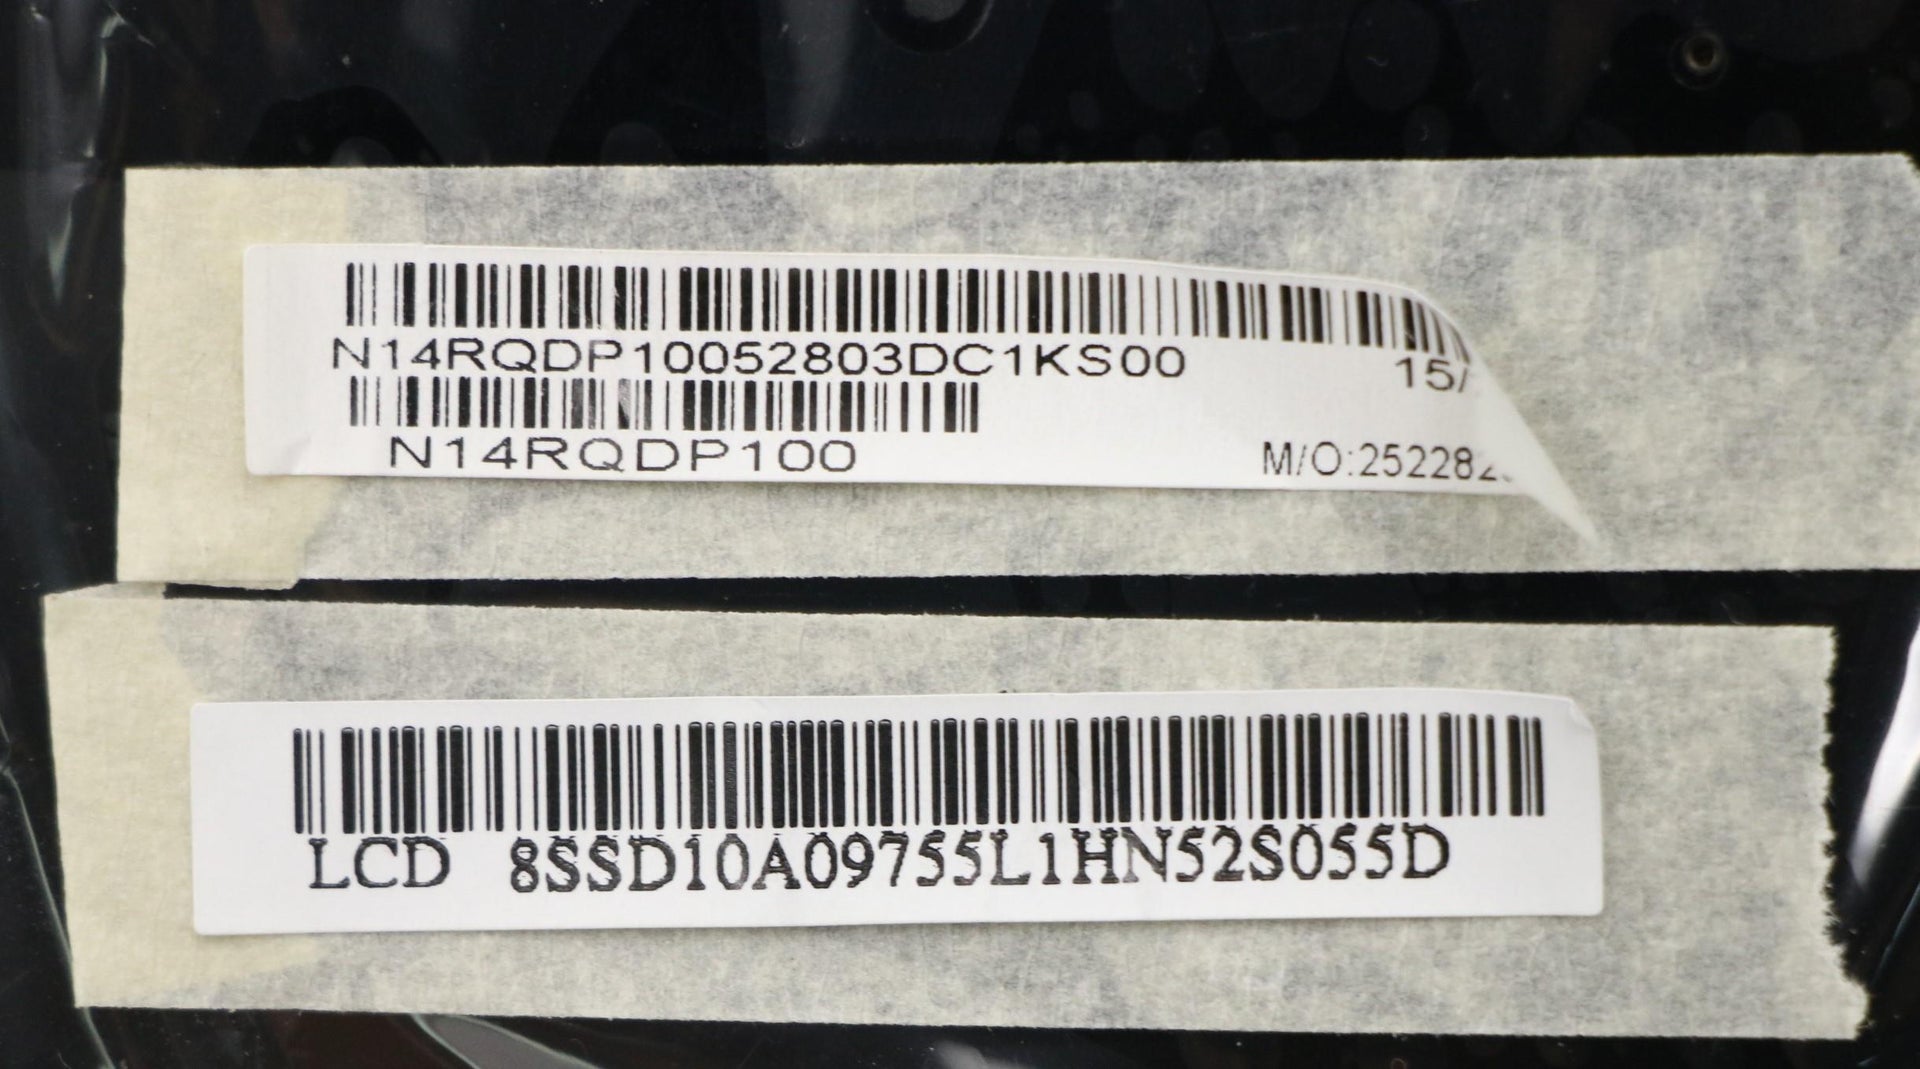 N14RQDP10052803DC1KS00 15/
N14RQDP100 M/O:252282
LCD 8SSD10A09755L1HN52S055D